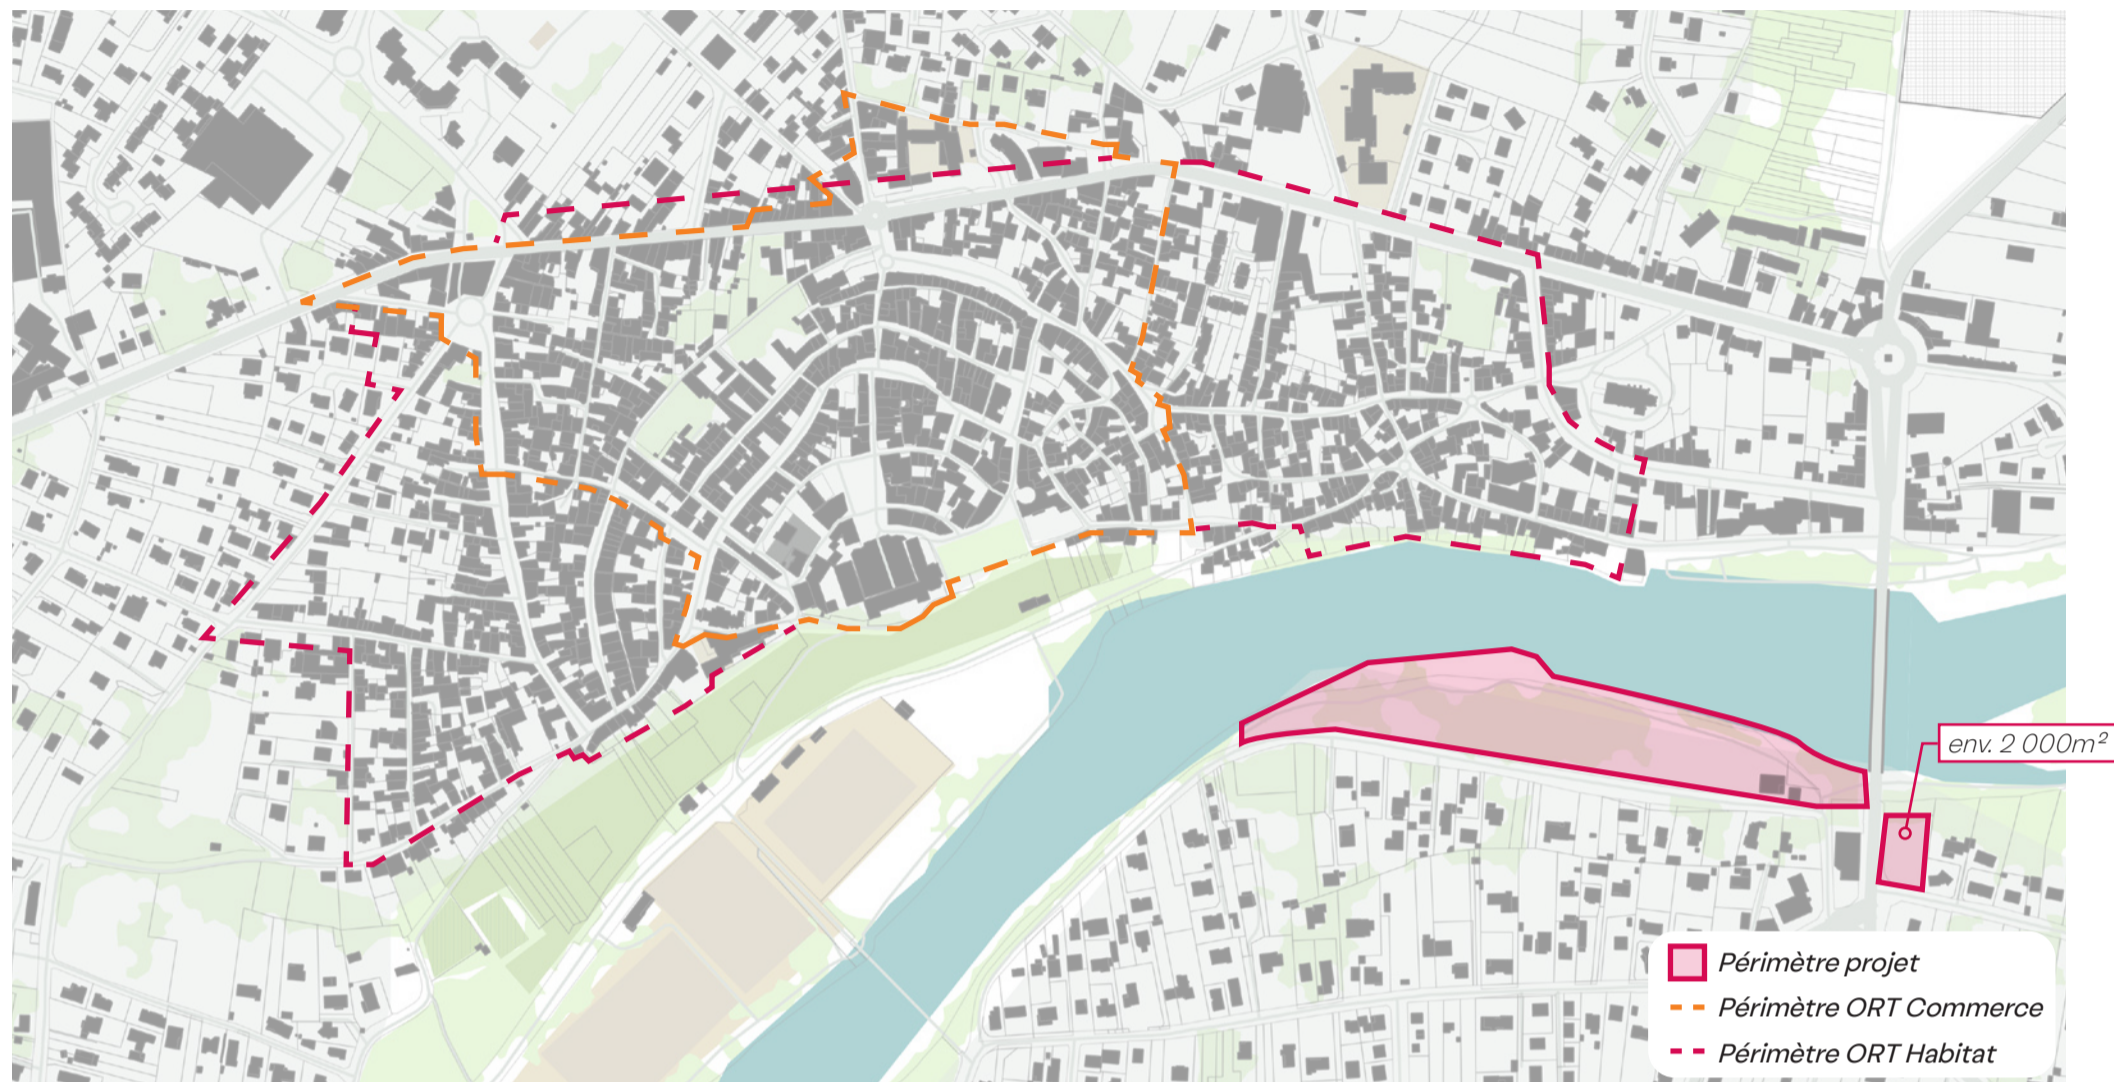 env. 2 000m²
Périmètre projet
Périmètre ORT Commerce
Périmètre ORT Habitat